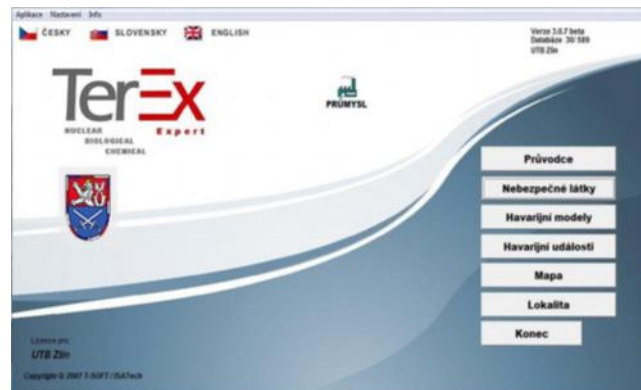 Aplikace Nastavení Info
ČESKY SLOVENSKY ENGLISH
Verze 3.0.7 beta
Databáze 30/589
UTB Zlín
TerEx
Expert
NUCLEAR
BIOLOGICAL
CHEMICAL
PRŮMYSL
Průvodce
Nebezpečné látky
Havarijní modely
Havarijní události
Mapa
Lokalita
Konec
Licence pro:
UTB Zlín
Copyright © 2007 T-SOFT / ISATech